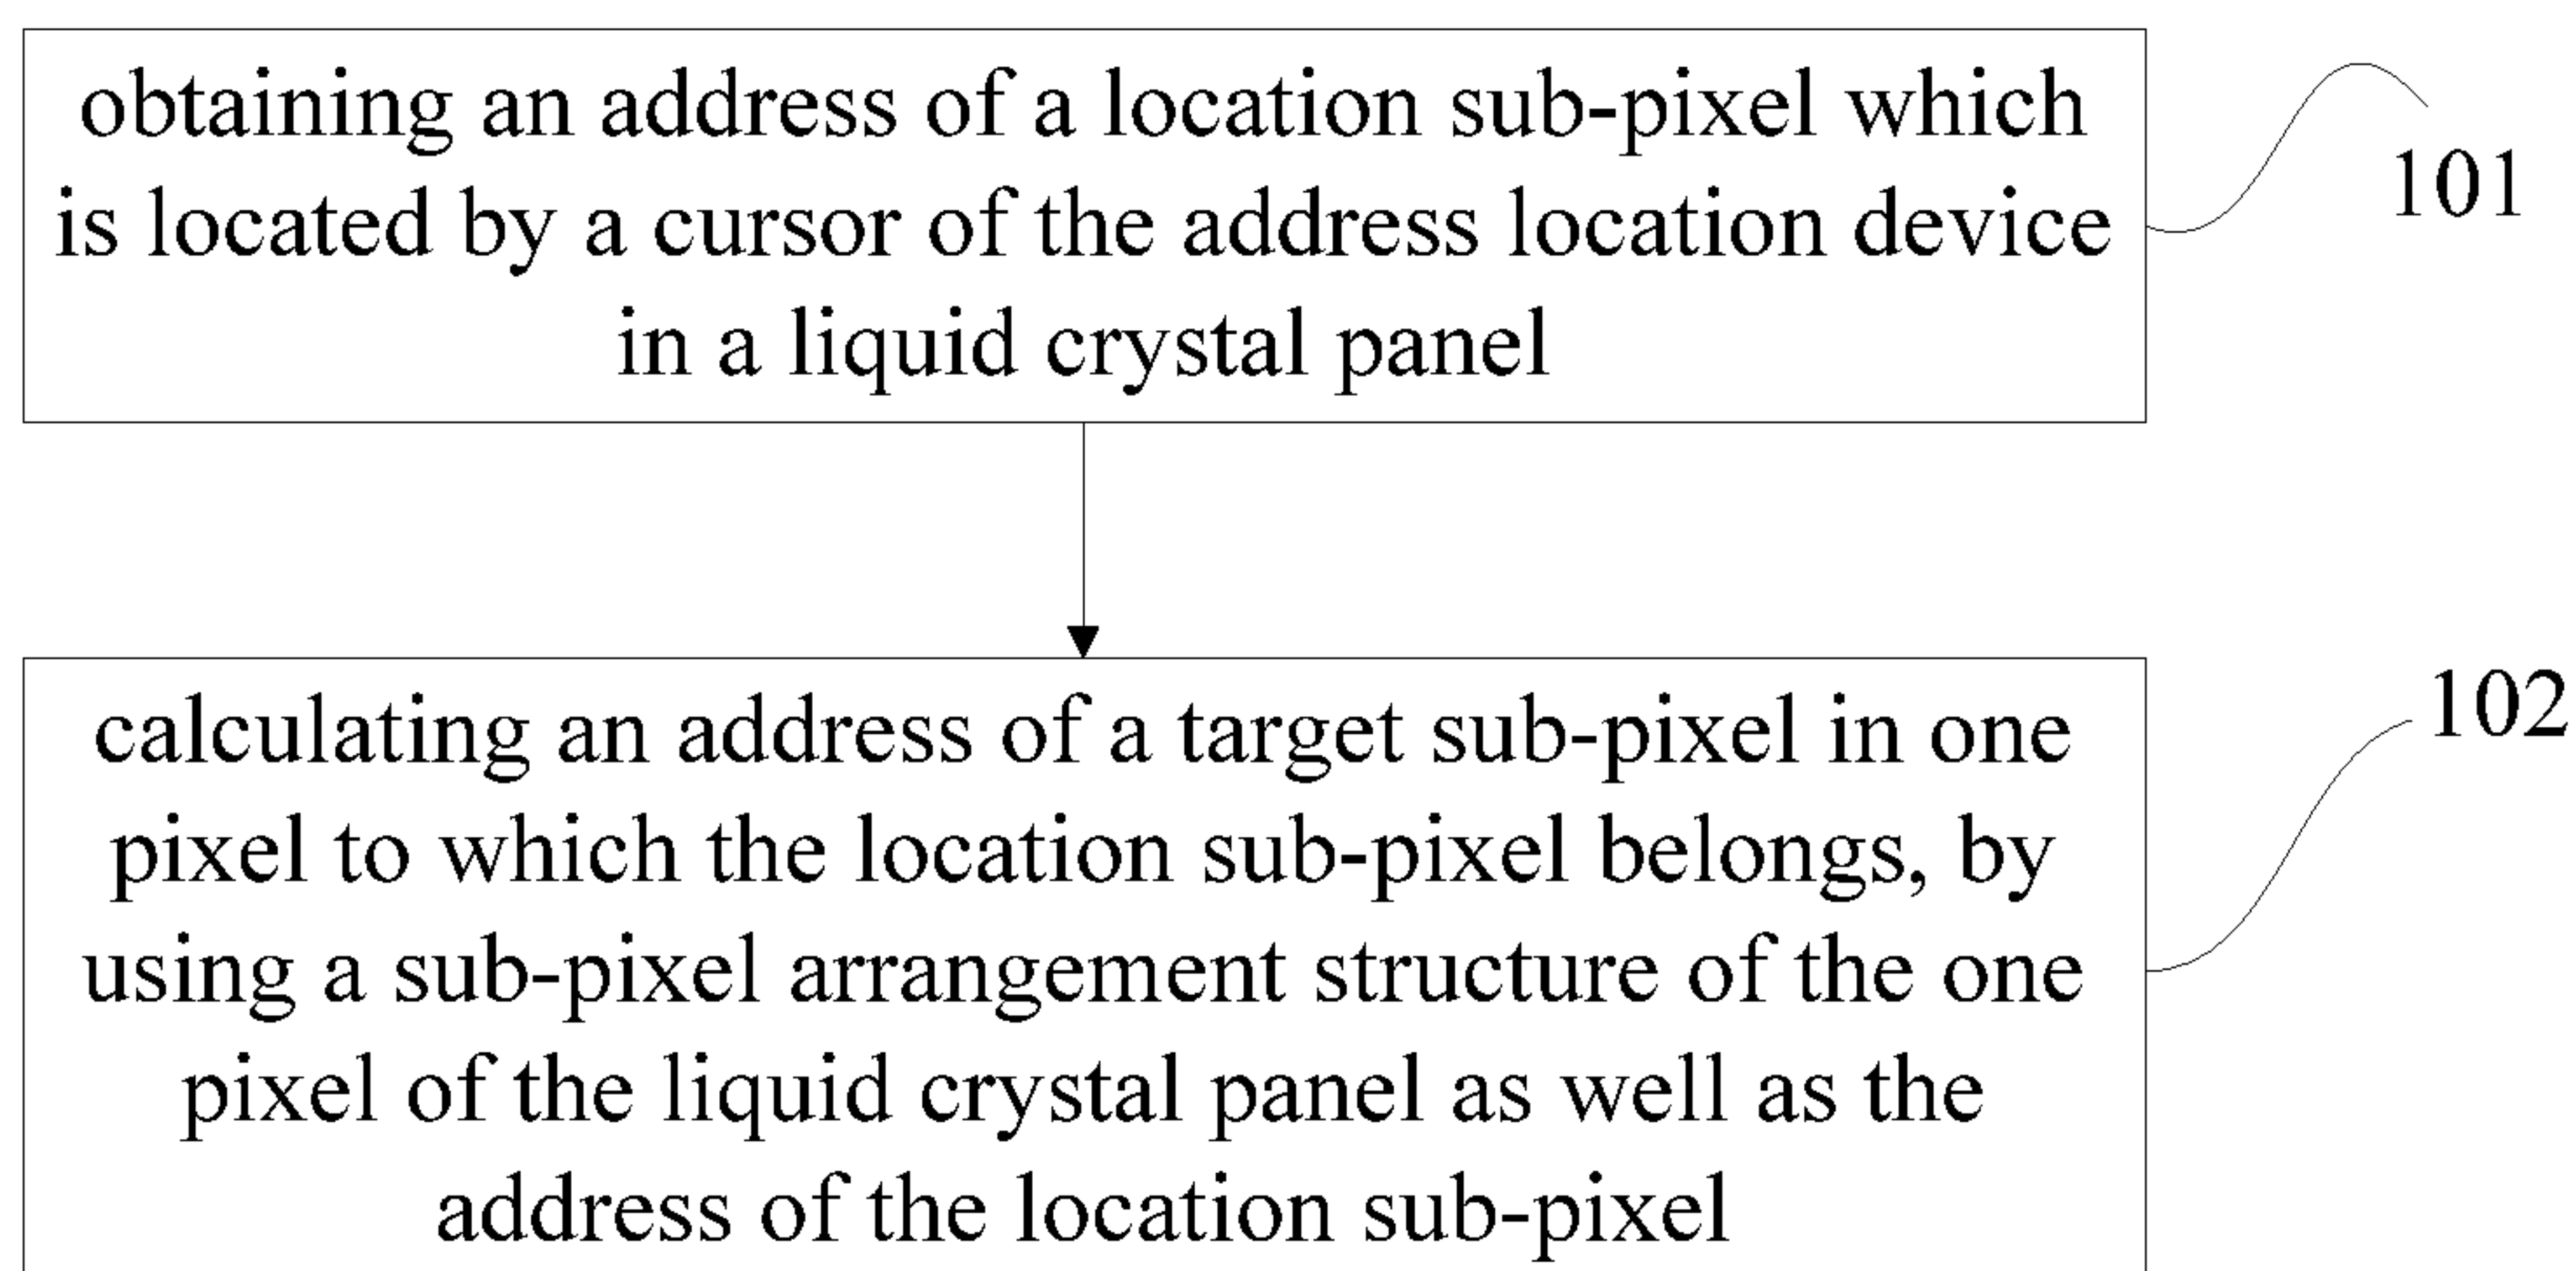 obtaining an address of a location sub-pixel which
is located by a cursor of the address location device
in a liquid crystal panel
101
calculating an address of a target sub-pixel in one
pixel to which the location sub-pixel belongs, by
using a sub-pixel arrangement structure of the one
pixel of the liquid crystal panel as well as the
address of the location sub-pixel
102